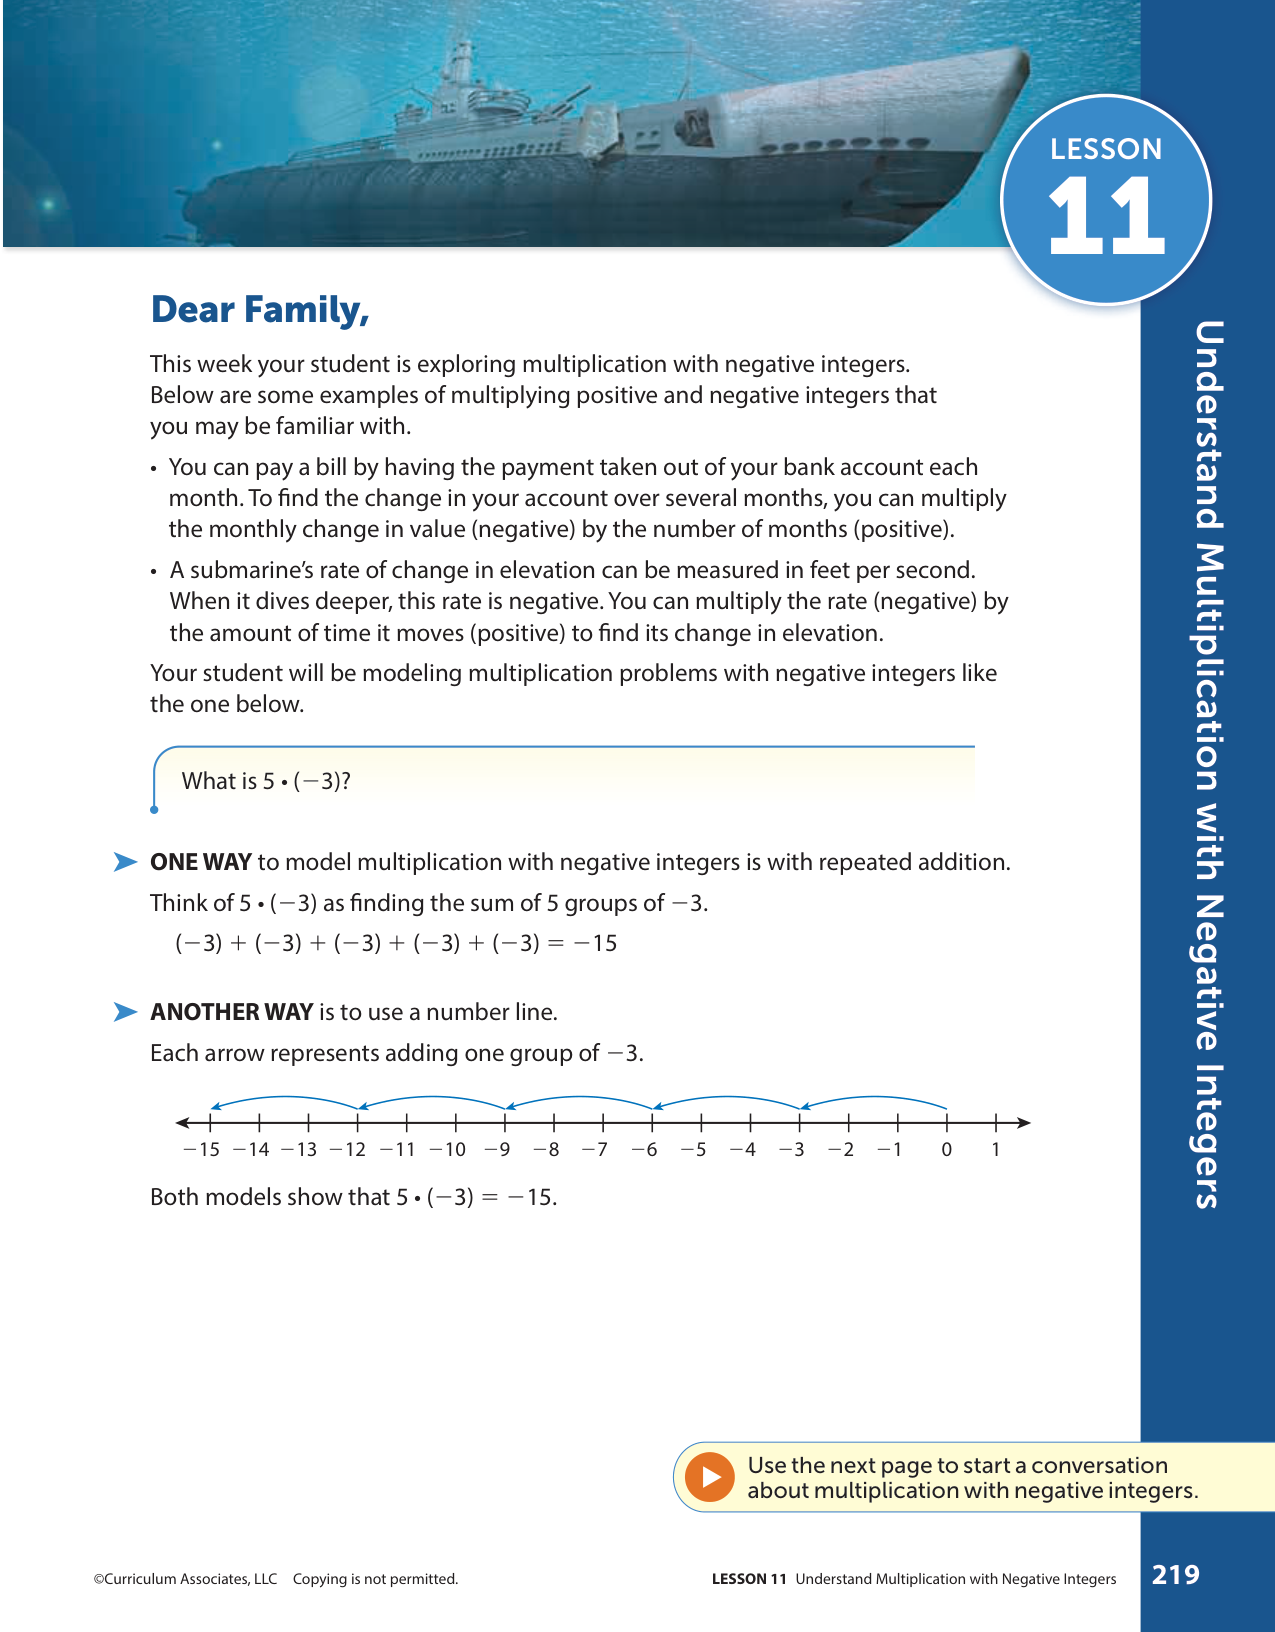 LESSON
11
Dear Family,
This week your student is exploring multiplication with negative integers.
Below are some examples of multiplying positive and negative integers that
you may be familiar with.
• You can pay a bill by having the payment taken out of your bank account each
month. To find the change in your account over several months, you can multiply
the monthly change in value (negative) by the number of months (positive).
• A submarine’s rate of change in elevation can be measured in feet per second.
When it dives deeper, this rate is negative. You can multiply the rate (negative) by
the amount of time it moves (positive) to find its change in elevation.
Your student will be modeling multiplication problems with negative integers like
the one below.
What is 5 • (−3)?
ONE WAY to model multiplication with negative integers is with repeated addition.
Think of 5 • (−3) as finding the sum of 5 groups of −3.
(−3) + (−3) + (−3) + (−3) + (−3) = −15
ANOTHER WAY is to use a number line.
Each arrow represents adding one group of −3.
−15 −14 −13 −12 −11 −10 −9 −8 −7 −6 −5 −4 −3 −2 −1 0 1
Both models show that 5 • (−3) = −15.
Understand Multiplication with Negative Integers
Use the next page to start a conversation
about multiplication with negative integers.
©Curriculum Associates, LLC Copying is not permitted.
LESSON 11 Understand Multiplication with Negative Integers
219